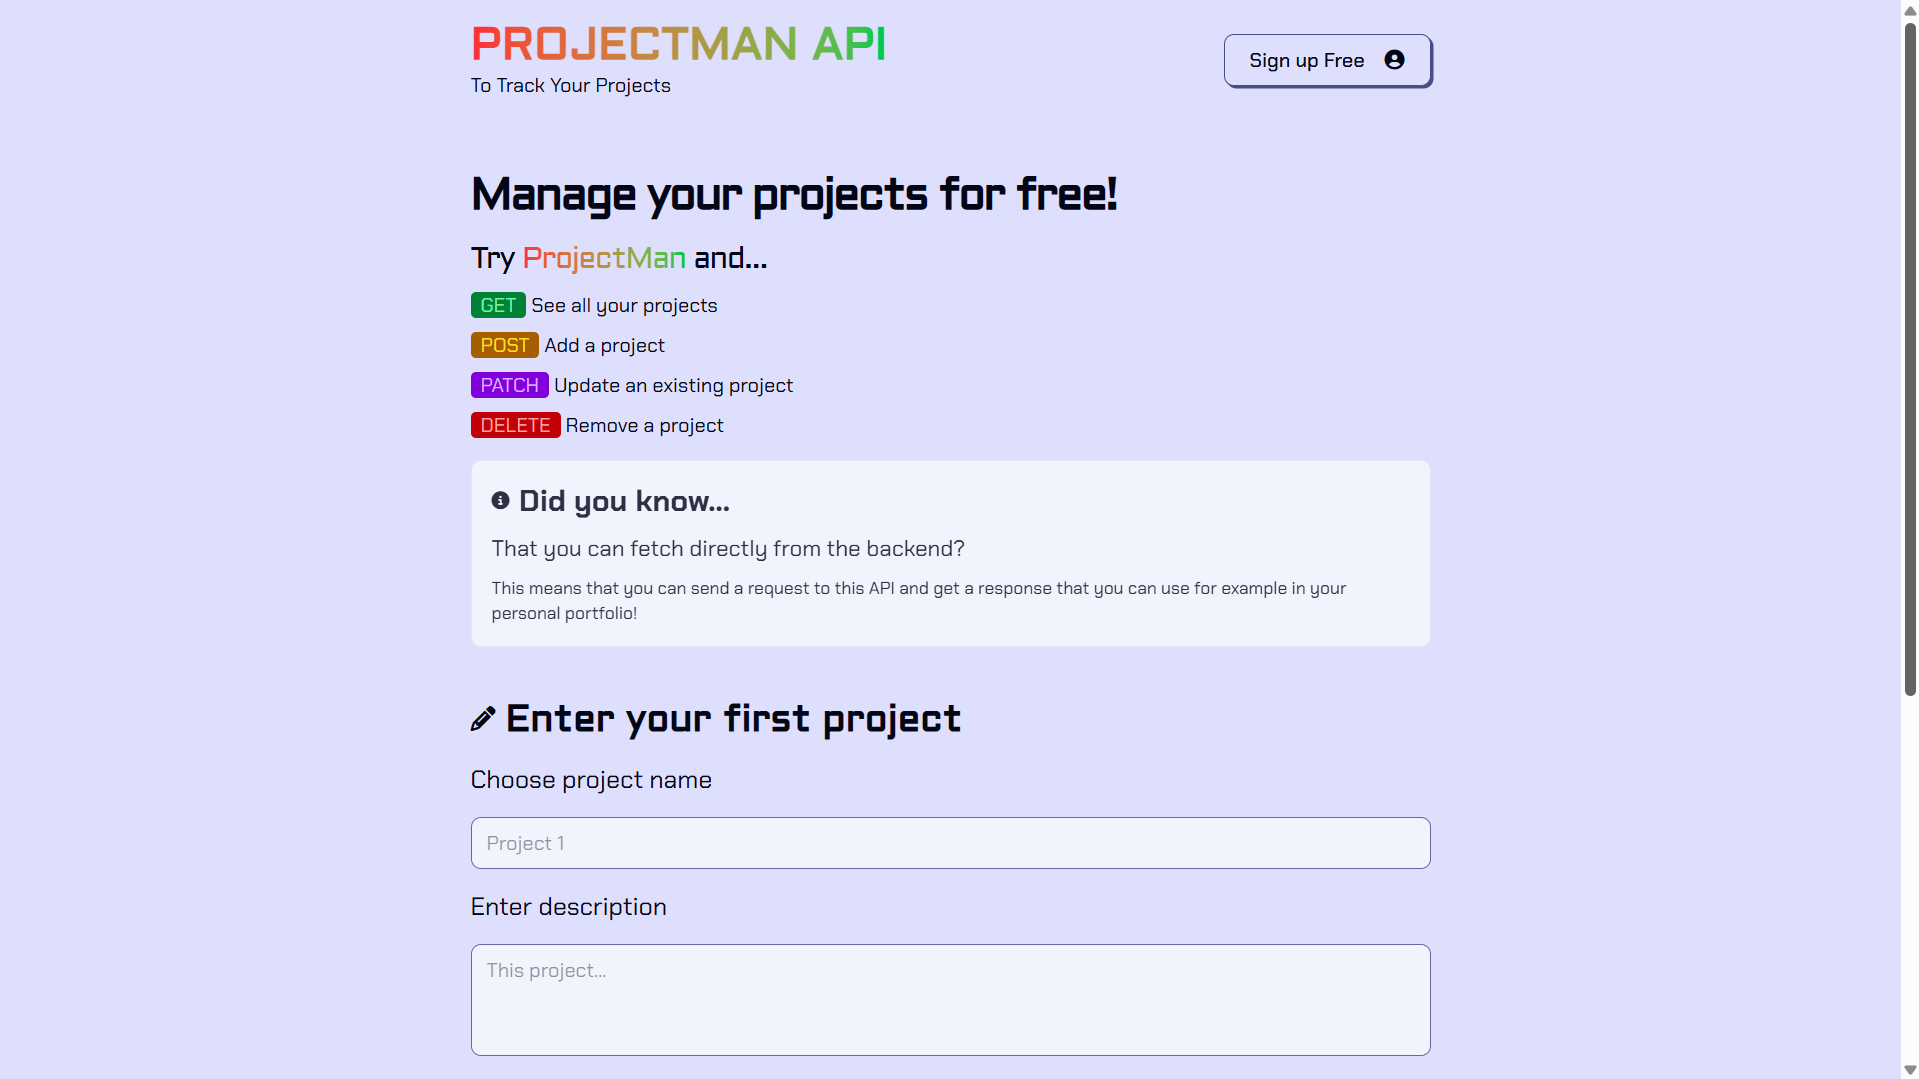 PROJECTMAN API
To Track Your Projects
Sign up Free
Manage your projects for free!
Try ProjectMan and...
GET See all your projects
POST Add a project
PATCH Update an existing project
DELETE Remove a project
Did you know...
That you can fetch directly from the backend?
This means that you can send a request to this API and get a response that you can use for example in your
personal portfolio!
Enter your first project
Choose project name
Project 1
Enter description
This project...